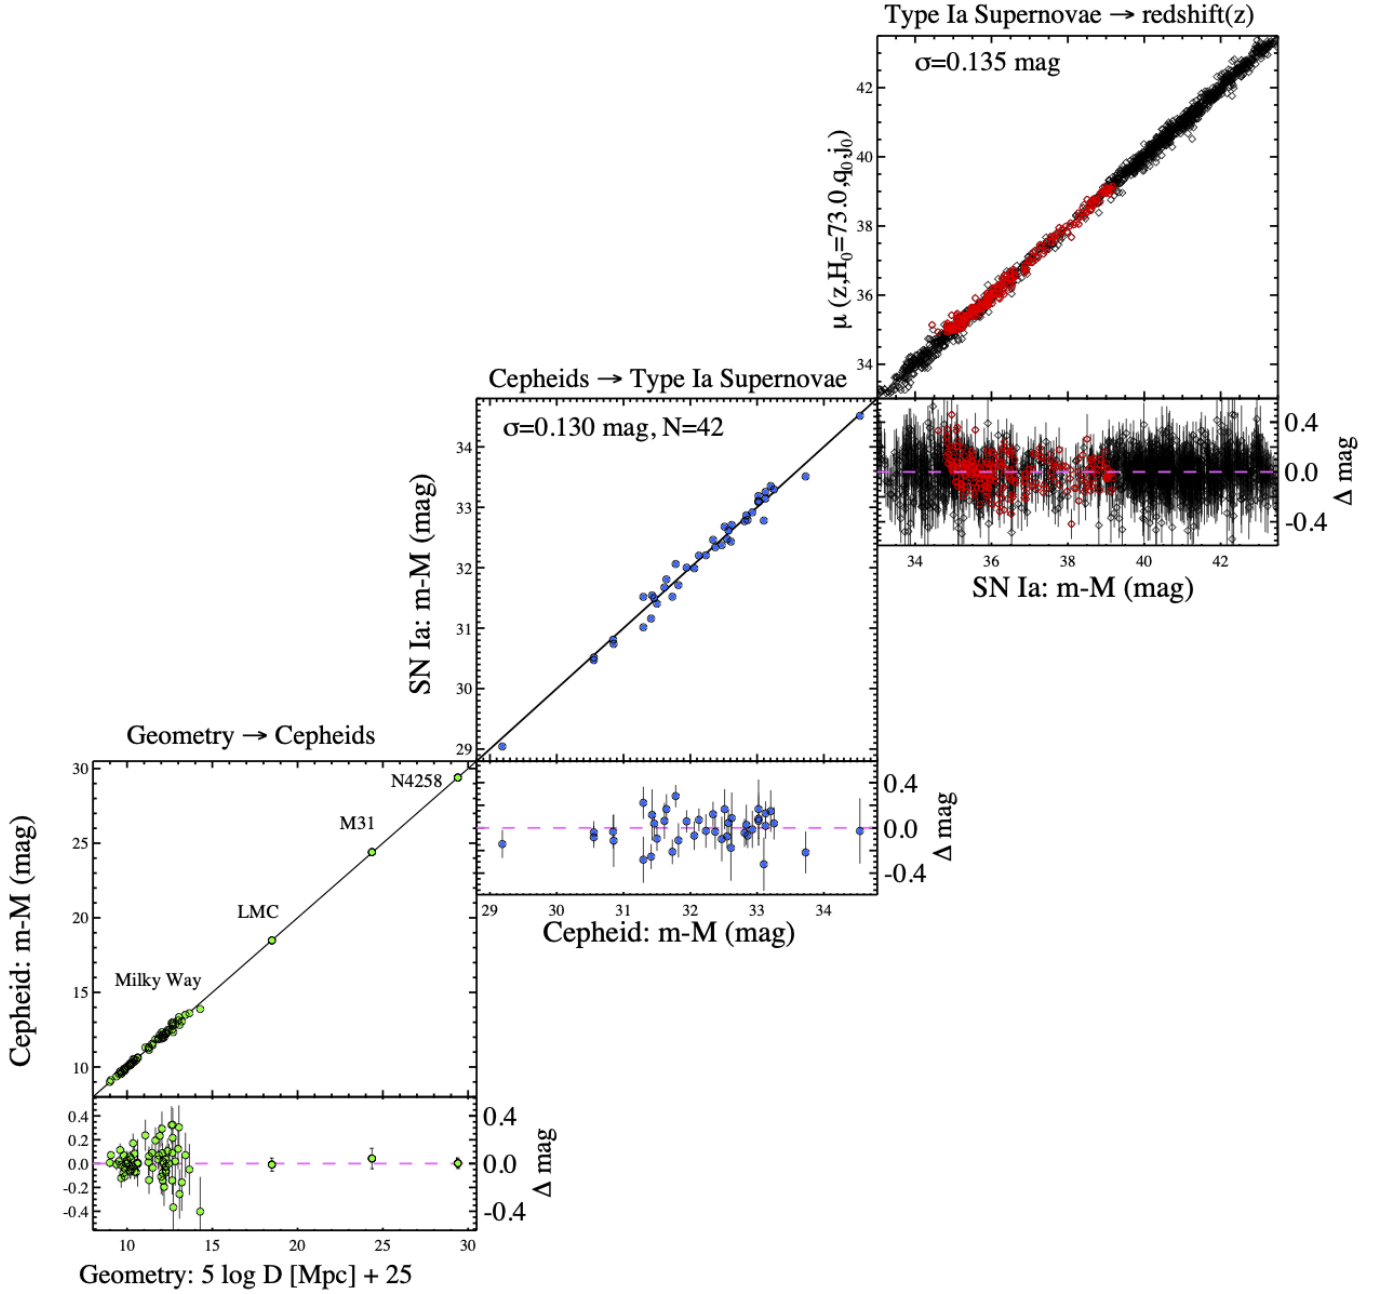 Type Ia Supernovae → redshift(z)
σ=0.135 mag
μ (z,H₀=73.0,q₀,j₀)
42
40
38
36
34
0.4
0.0
-0.4
Δ mag
34 36 38 40 42
SN Ia: m-M (mag)
Cepheids → Type Ia Supernovae
σ=0.130 mag, N=42
SN Ia: m-M (mag)
34
33
32
31
30
29
0.4
0.0
-0.4
Δ mag
29 30 31 32 33 34
Cepheid: m-M (mag)
Geometry → Cepheids
N4258
M31
LMC
Milky Way
Cepheid: m-M (mag)
30
25
20
15
10
0.4
0.2
0.0
-0.2
-0.4
0.4
0.0
-0.4
Δ mag
10 15 20 25 30
Geometry: 5 log D [Mpc] + 25